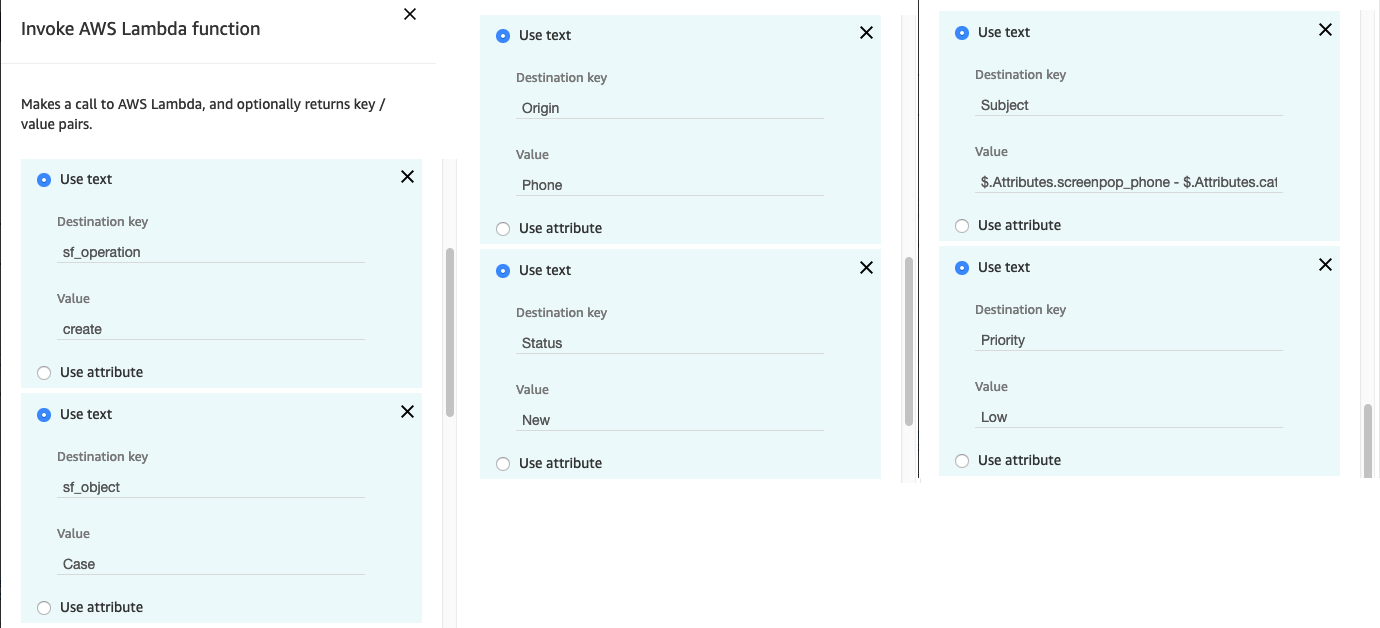 Invoke AWS Lambda function
Makes a call to AWS Lambda, and optionally returns key /
value pairs.
Use text
Destination key
sf_operation
Value
create
Use attribute
Use text
Destination key
sf_object
Value
Case
Use attribute
Use text
Destination key
Origin
Value
Phone
Use attribute
Use text
Destination key
Status
Value
New
Use attribute
Use text
Destination key
Subject
Value
$.Attributes.screenpop_phone - $.Attributes.cat
Use attribute
Use text
Destination key
Priority
Value
Low
Use attribute